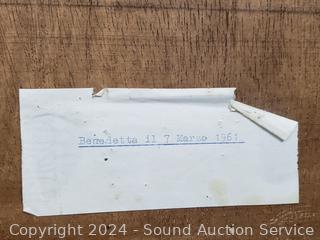 Benedetta il 7 Marzo 1961
Copyright 2024 - Sound Auction Service